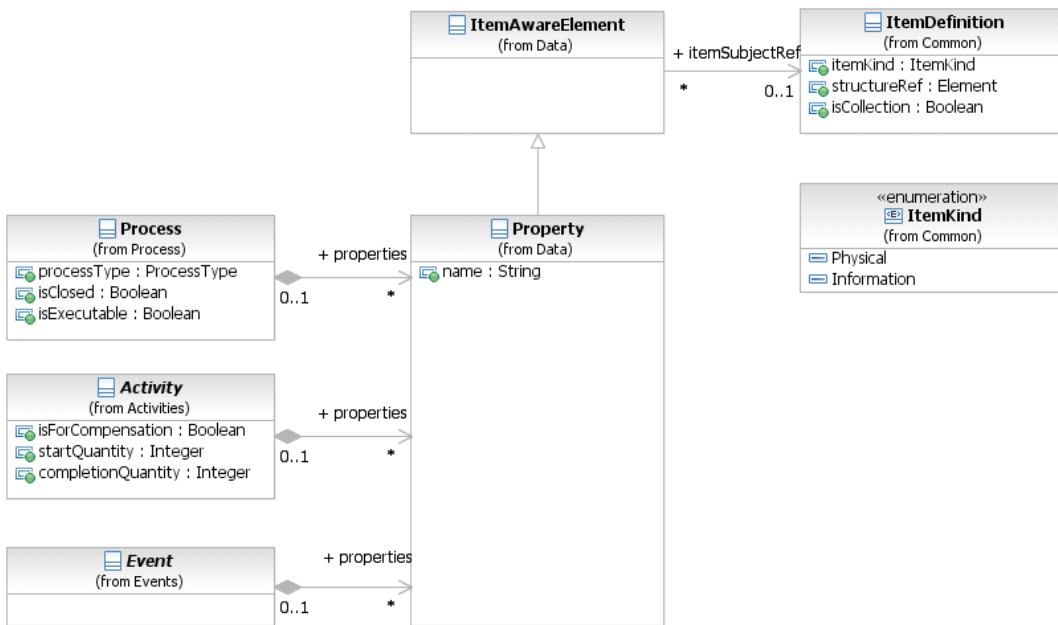 ItemAwareElement
(from Data)
+ itemSubjectRef
*
0..1
ItemDefinition
(from Common)
itemKind : ItemKind
structureRef : Element
isCollection : Boolean
«enumeration»
ItemKind
(from Common)
Physical
Information
Process
(from Process)
processType : ProcessType
isClosed : Boolean
isExecutable : Boolean
+ properties
0..1
*
Property
(from Data)
name : String
Activity
(from Activities)
isForCompensation : Boolean
startQuantity : Integer
completionQuantity : Integer
+ properties
0..1
*
Event
(from Events)
+ properties
0..1
*